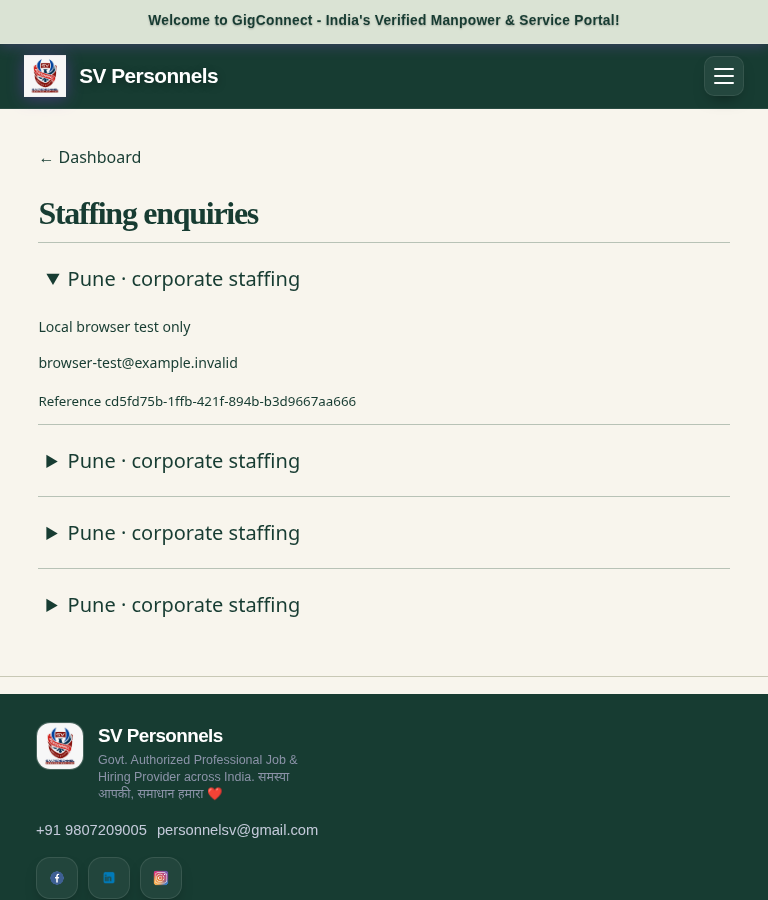 Welcome to GigConnect - India's Verified Manpower & Service Portal!
SV Personnels
← Dashboard
Staffing enquiries
▼ Pune · corporate staffing
Local browser test only
browser-test@example.invalid
Reference cd5fd75b-1ffb-421f-894b-b3d9667aa666
▶ Pune · corporate staffing
▶ Pune · corporate staffing
▶ Pune · corporate staffing
SV Personnels
Govt. Authorized Professional Job &
Hiring Provider across India. समस्या
आपकी, समाधान हमारा ❤️
+91 9807209005 personnelsv@gmail.com